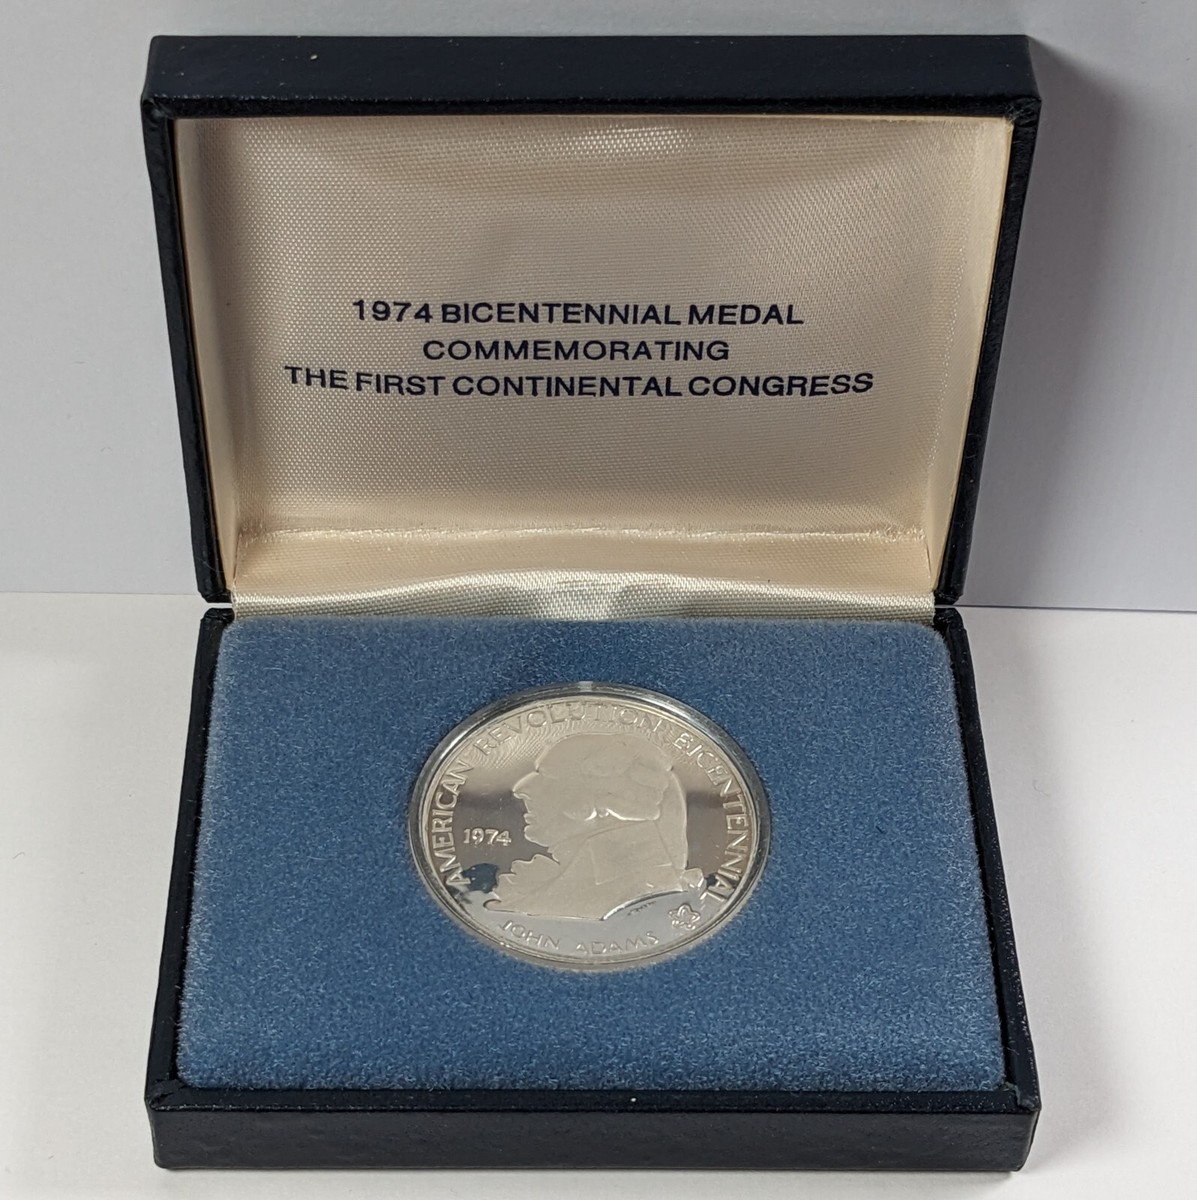 1974 BICENTENNIAL MEDAL
COMMEMORATING
THE FIRST CONTINENTAL CONGRESS
AMERICAN REVOLUTION BICENTENNIAL
1974
JOHN ADAMS